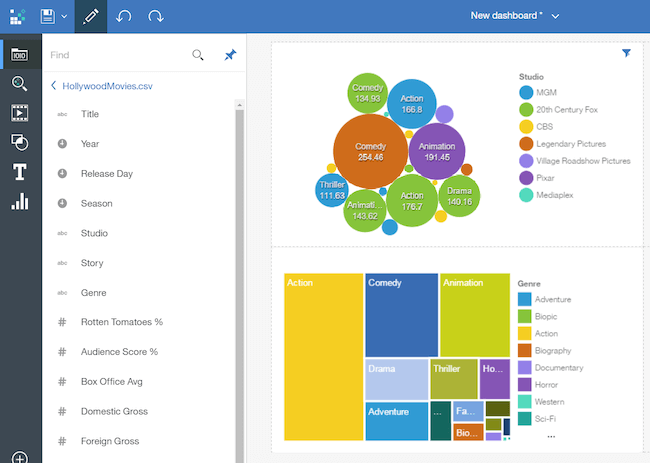 New dashboard *
Find
HollywoodMovies.csv
abc Title
Year
Release Day
Season
abc Studio
abc Story
abc Genre
# Rotten Tomatoes %
# Audience Score %
# Box Office Avg
# Domestic Gross
# Foreign Gross
Comedy
134.93
Action
166.8
Comedy
254.46
Animation
191.45
Thriller
111.63
Animati...
143.62
Action
176.7
Drama
140.16
Studio
MGM
20th Century Fox
CBS
Legendary Pictures
Village Roadshow Pictures
Pixar
Mediaplex
Action
Comedy
Animation
Drama
Thriller
Ho...
Adventure
...
Fa...
Bio...
Genre
Adventure
Biopic
Action
Biography
Documentary
Horror
Western
Sci-Fi
...